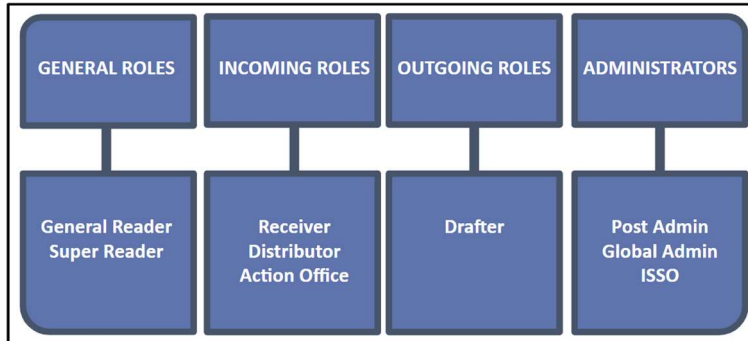 GENERAL ROLES
INCOMING ROLES
OUTGOING ROLES
ADMINISTRATORS
General Reader
Super Reader
Receiver
Distributor
Action Office
Drafter
Post Admin
Global Admin
ISSO